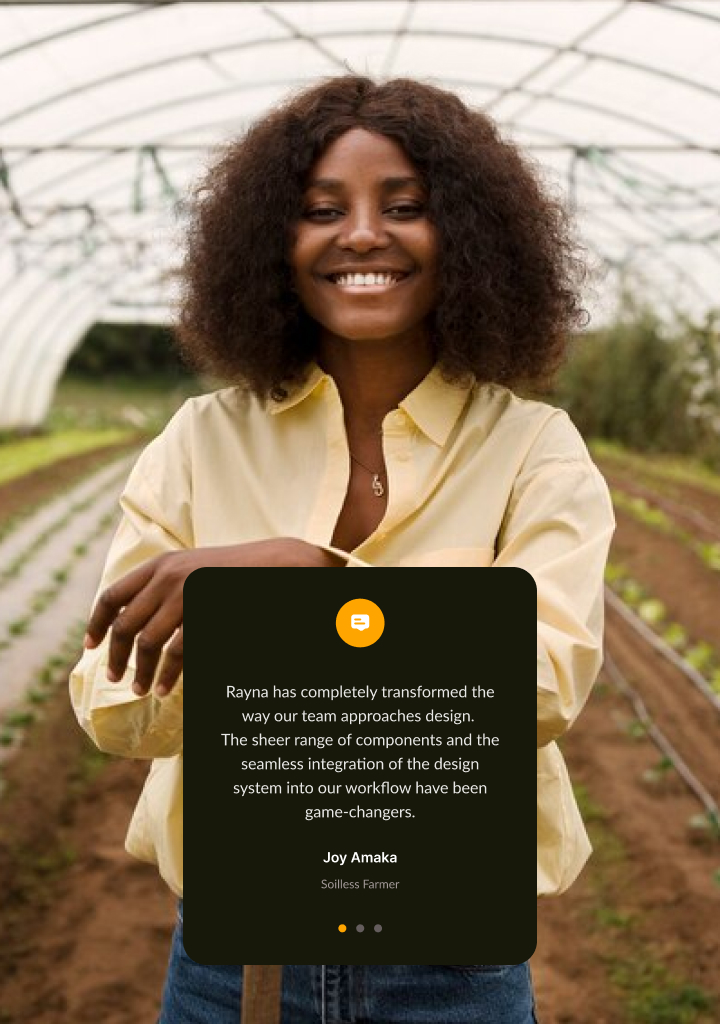 Rayna has completely transformed the
way our team approaches design.
The sheer range of components and the
seamless integration of the design
system into our workflow have been
game-changers.
Joy Amaka
Soilless Farmer